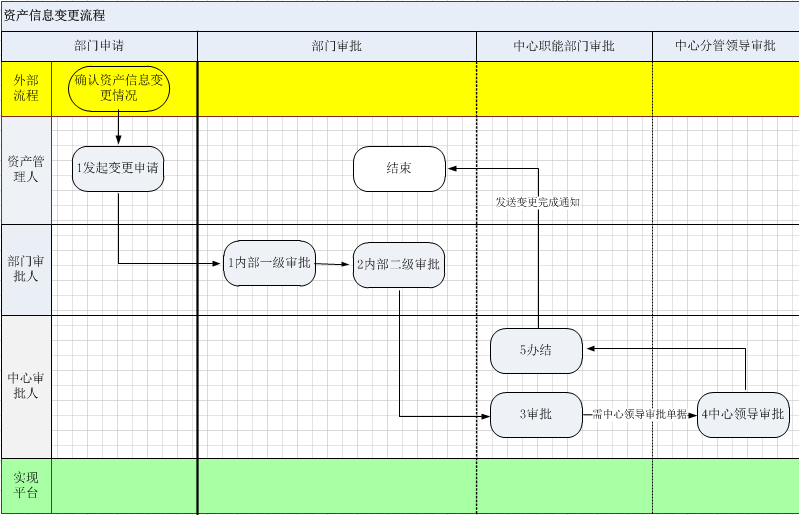 资产信息变更流程
部门申请
部门审批
中心职能部门审批
中心分管领导审批
外部
流程
确认资产信息变
更情况
资产管
理人
1发起变更申请
结束
发送变更完成通知
部门审
批人
1内部一级审批
2内部二级审批
中心审
批人
5办结
3审批
需中心领导审批单据
4中心领导审批
实现
平台